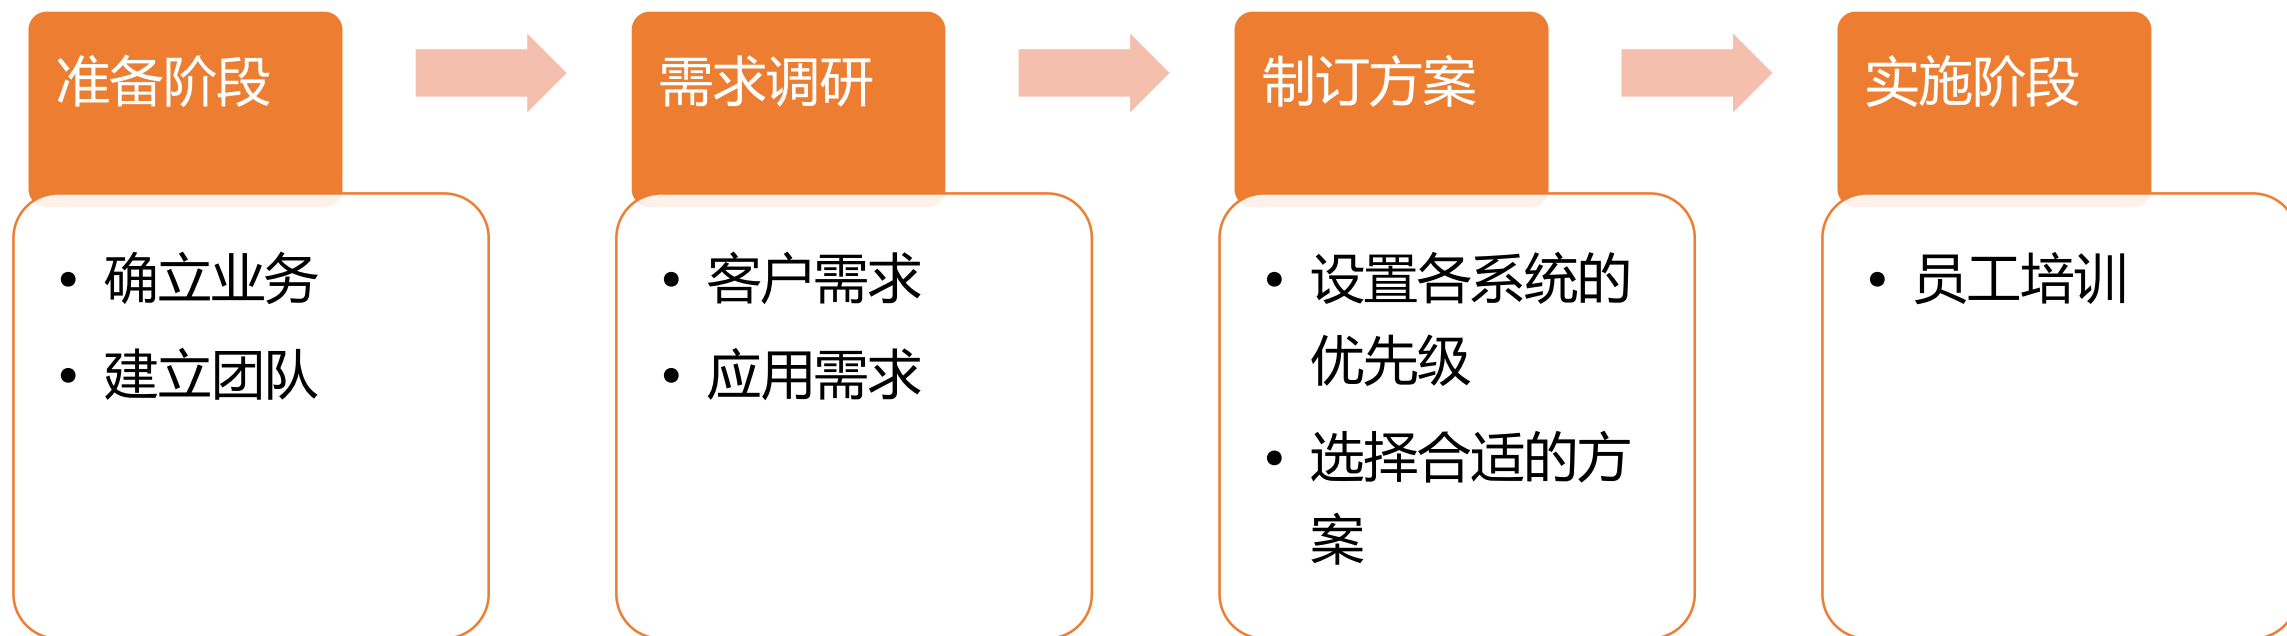 准备阶段
• 确立业务
• 建立团队
需求调研
• 客户需求
• 应用需求
制订方案
• 设置各系统的
优先级
• 选择合适的方
案
实施阶段
• 员工培训